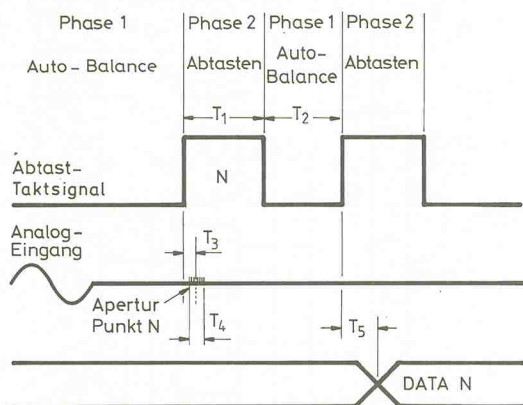 Phase 1
Phase 2
Phase 1
Phase 2
Auto-Balance
Abtasten
Auto-
Balance
Abtasten
T1
T2
Abtast-
Taktsignal
N
Analog-
Eingang
T3
Apertur
Punkt N
T4
T5
DATA N